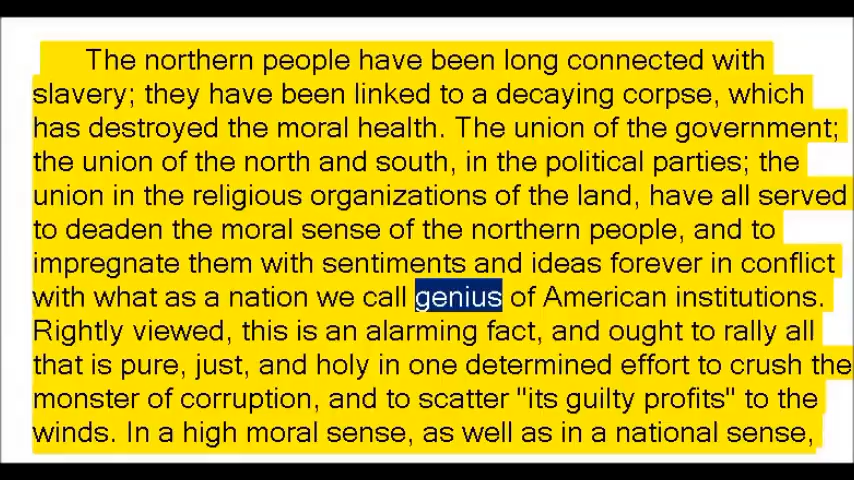 The northern people have been long connected with
slavery; they have been linked to a decaying corpse, which
has destroyed the moral health. The union of the government;
the union of the north and south, in the political parties; the
union in the religious organizations of the land, have all served
to deaden the moral sense of the northern people, and to
impregnate them with sentiments and ideas forever in conflict
with what as a nation we call genius of American institutions.
Rightly viewed, this is an alarming fact, and ought to rally all
that is pure, just, and holy in one determined effort to crush the
monster of corruption, and to scatter "its guilty profits" to the
winds. In a high moral sense, as well as in a national sense,